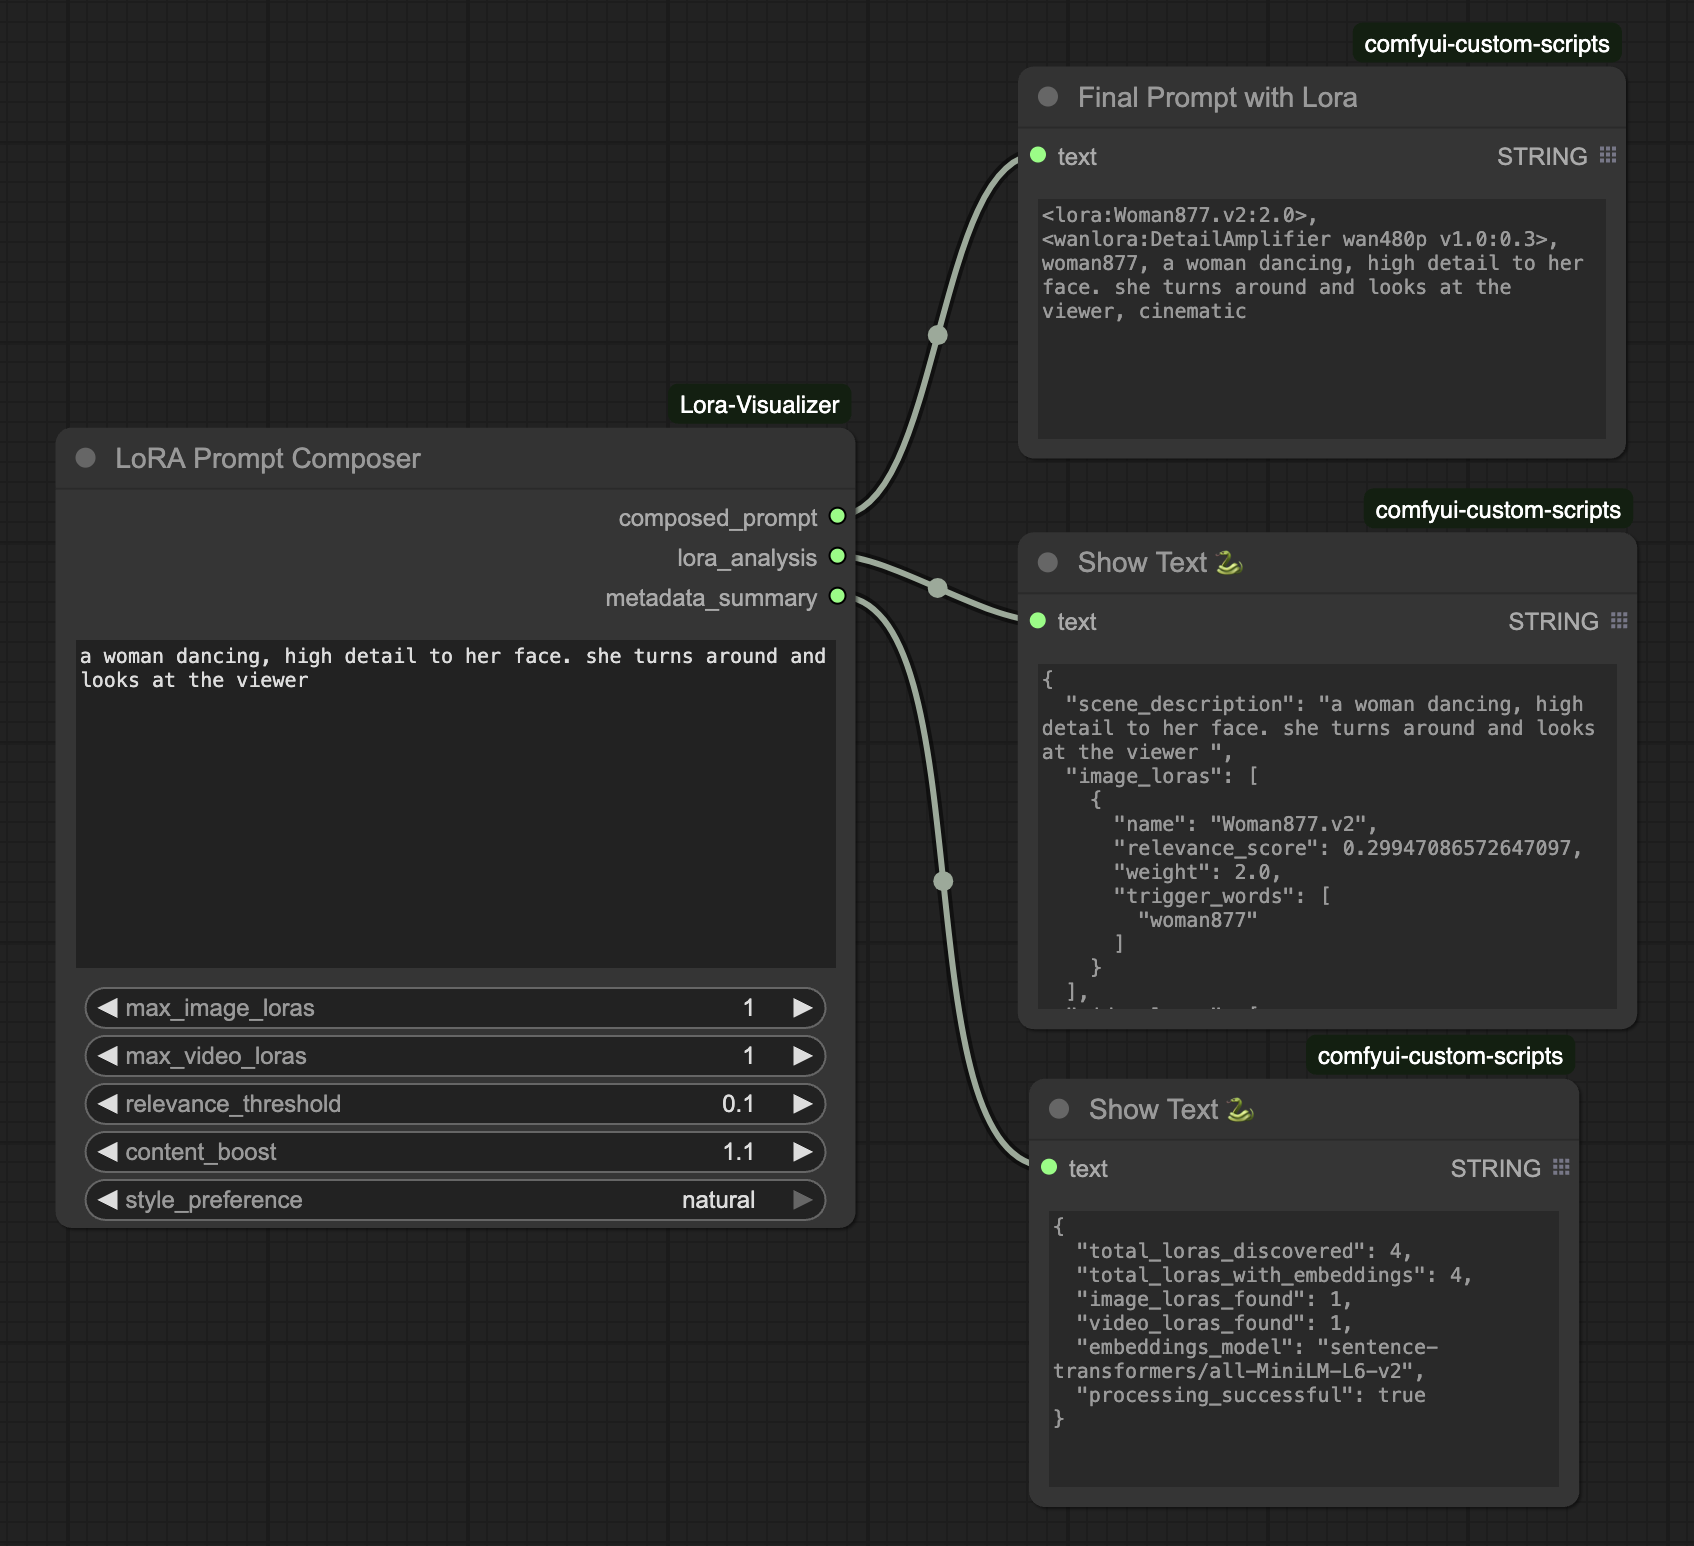 comfyui-custom-scripts
Final Prompt with Lora
text STRING
<lora:Woman877.v2:2.0>,
<wanlora:DetailAmplifier wan480p v1.0:0.3>,
woman877, a woman dancing, high detail to her
face. she turns around and looks at the
viewer, cinematic
Lora-Visualizer
LoRA Prompt Composer
composed_prompt
lora_analysis
metadata_summary
a woman dancing, high detail to her face. she turns around and
looks at the viewer
max_image_loras 1
max_video_loras 1
relevance_threshold 0.1
content_boost 1.1
style_preference natural
comfyui-custom-scripts
Show Text 🐍
text STRING
{
  "scene_description": "a woman dancing, high
detail to her face. she turns around and looks
at the viewer ",
  "image_loras": [
    {
      "name": "Woman877.v2",
      "relevance_score": 0.29947086572647097,
      "weight": 2.0,
      "trigger_words": [
        "woman877"
      ]
    }
  ],
comfyui-custom-scripts
Show Text 🐍
text STRING
{
  "total_loras_discovered": 4,
  "total_loras_with_embeddings": 4,
  "image_loras_found": 1,
  "video_loras_found": 1,
  "embeddings_model": "sentence-
transformers/all-MiniLM-L6-v2",
  "processing_successful": true
}